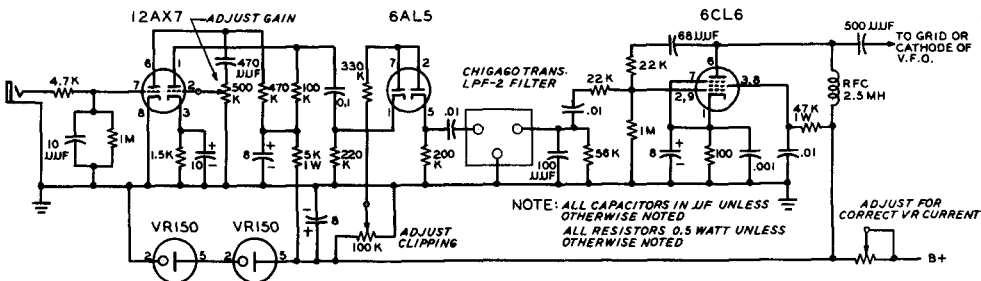 12AX7
ADJUST GAIN
6AL5
6CL6
68 μμF
500 μμF
TO GRID OR
CATHODE OF
V.F.O.
6
1
470
μμF
7
2
330
K
CHIGAGO TRANS.
LPF-2 FILTER
22K
22K
6
4.7K
7
2
8
3
500
K
470
K
100
K
0.1
1
5
.01
.01
7
2,9
3,8
1
RFC
2.5 MH
47K
1W
10
μμF
1M
1.5K
10
+
-
8
+
-
5K
1W
220
K
200
K
100
μμF
56K
1M
8
+
-
100
.001
.01
VR150
VR150
2
5
2
5
-
+
8
100K
ADJUST
CLIPPING
NOTE: ALL CAPACITORS IN μF UNLESS
OTHERWISE NOTED
ALL RESISTORS 0.5 WATT UNLESS
OTHERWISE NOTED
ADJUST FOR
CORRECT VR CURRENT
B+